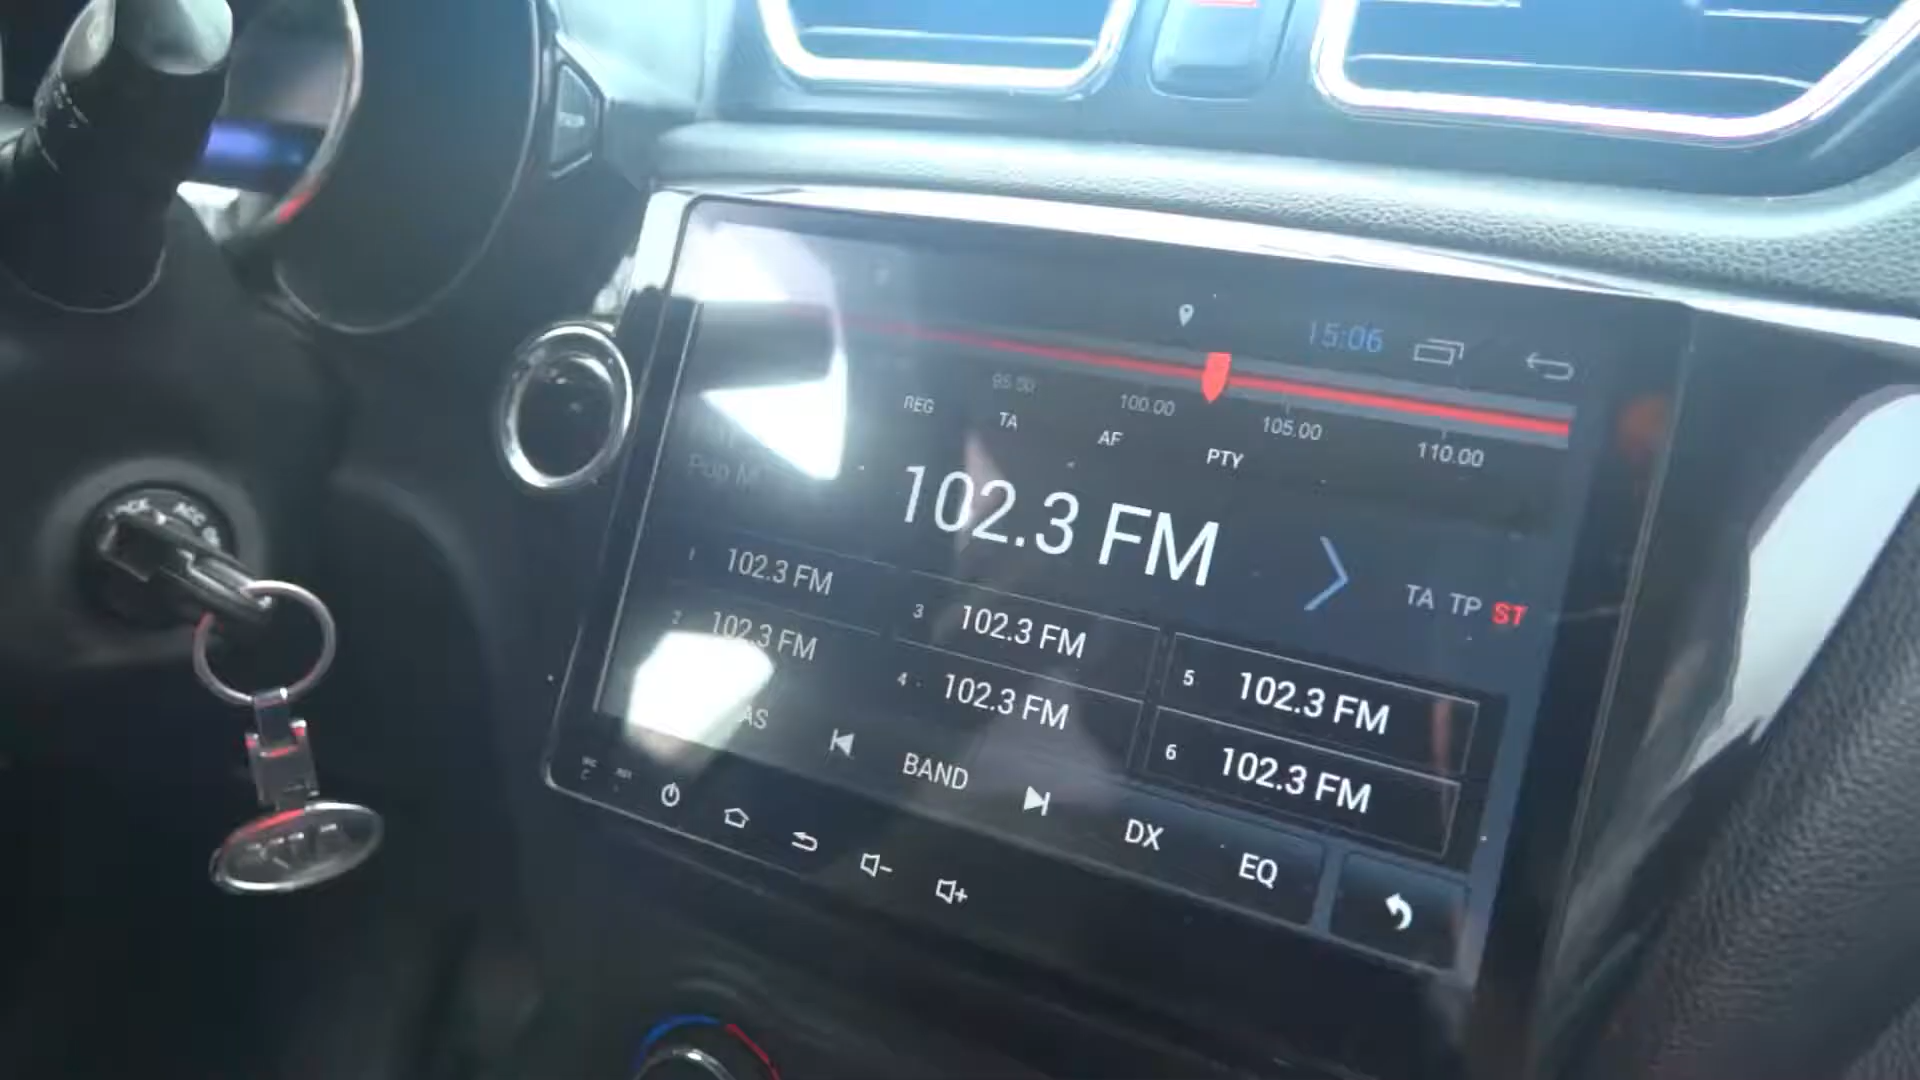 15:06
95.00 100.00 105.00 110.00
REG TA AF PTY
102.3 FM
TA TP ST
1 102.3 FM
2 102.3 FM
3 102.3 FM
4 102.3 FM
5 102.3 FM
6 102.3 FM
AS BAND DX EQ
ACC
KIA